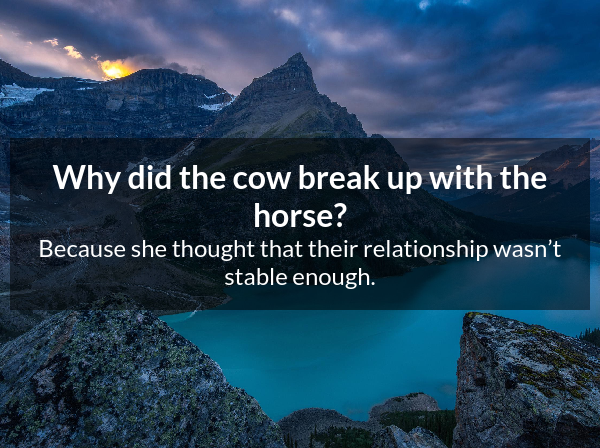 Why did the cow break up with the
horse?
Because she thought that their relationship wasn’t
stable enough.